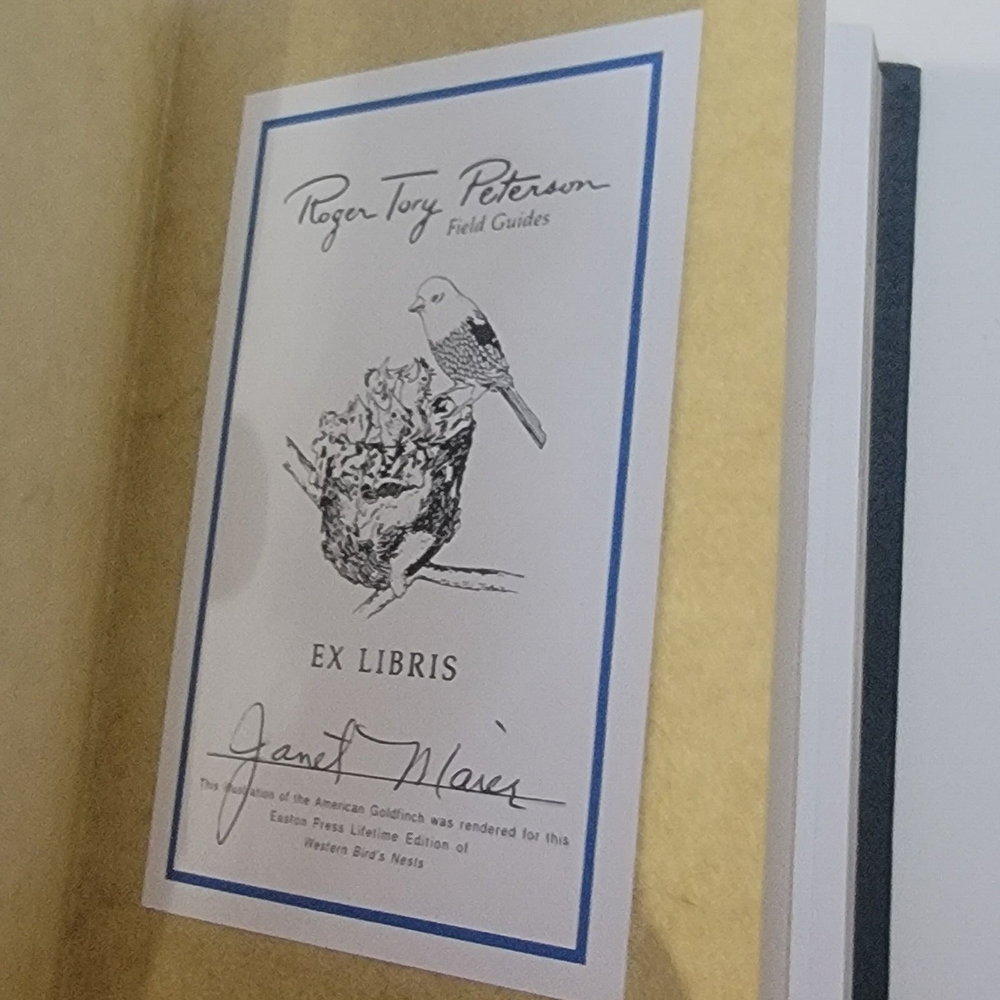 Roger Tory Peterson
Field Guides
EX LIBRIS
Janet Maier
This illustration of the American Goldfinch was rendered for this
Easton Press Lifetime Edition of
Western Bird's Nests